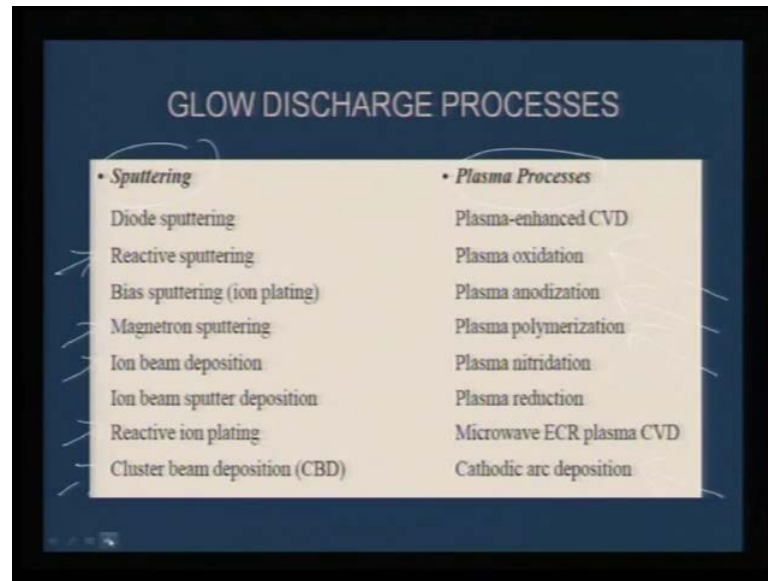 GLOW DISCHARGE PROCESSES
• Sputtering
Diode sputtering
Reactive sputtering
Bias sputtering (ion plating)
Magnetron sputtering
Ion beam deposition
Ion beam sputter deposition
Reactive ion plating
Cluster beam deposition (CBD)
• Plasma Processes
Plasma-enhanced CVD
Plasma oxidation
Plasma anodization
Plasma polymerization
Plasma nitridation
Plasma reduction
Microwave ECR plasma CVD
Cathodic arc deposition